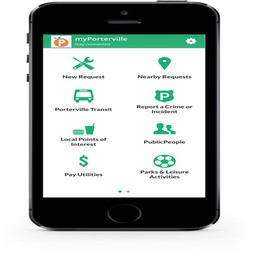 myPorterville
Stay connected
New Request
Nearby Requests
Porterville Transit
Report a Crime or
Incident
Local Points of
Interest
PublicPeople
Pay Utilities
Parks & Leisure
Activities